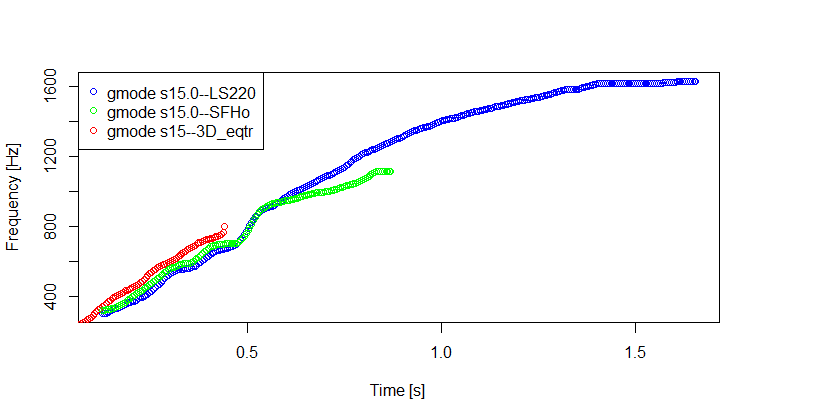 gmode s15.0--LS220
gmode s15.0--SFHo
gmode s15--3D_eqtr
Frequency [Hz]
1600
1200
800
400
0.5 1.0 1.5
Time [s]